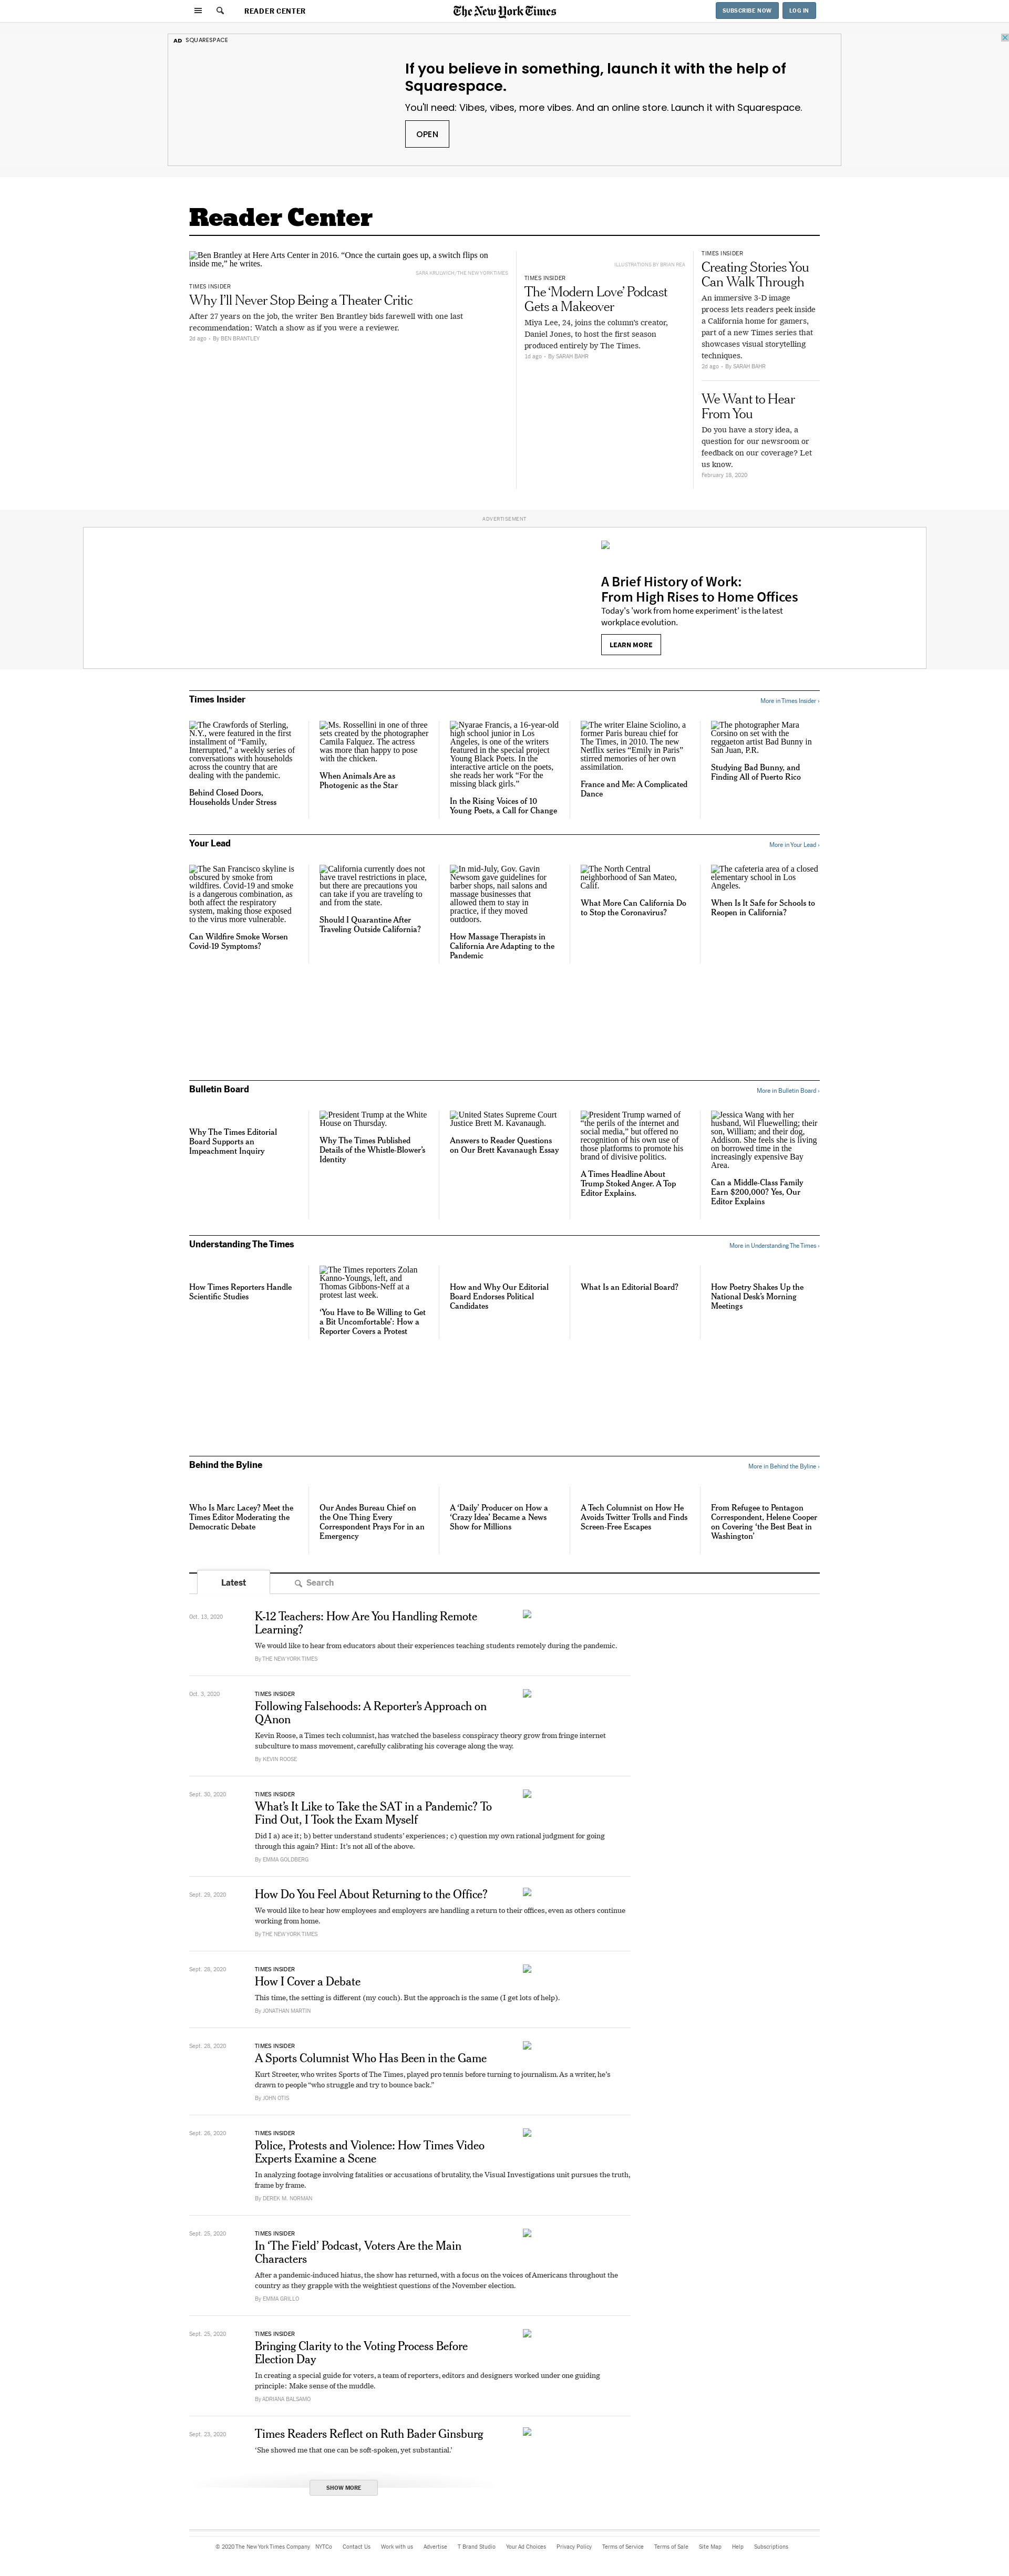 READER CENTER
The New York Times
SUBSCRIBE NOW
LOG IN
AD SQUARESPACE
If you believe in something, launch it with the help of
Squarespace.
You'll need: Vibes, vibes, more vibes. And an online store. Launch it with Squarespace.
OPEN
Reader Center
Ben Brantley at Here Arts Center in 2016. “Once the curtain goes up, a switch flips on
inside me,” he writes.
SARA KRULWICH/THE NEW YORK TIMES
TIMES INSIDER
Why I’ll Never Stop Being a Theater Critic
After 27 years on the job, the writer Ben Brantley bids farewell with one last
recommendation: Watch a show as if you were a reviewer.
2d ago · By BEN BRANTLEY
ILLUSTRATIONS BY BRIAN REA
TIMES INSIDER
The ‘Modern Love’ Podcast
Gets a Makeover
Miya Lee, 24, joins the column’s creator,
Daniel Jones, to host the first season
produced entirely by The Times.
1d ago · By SARAH BAHR
TIMES INSIDER
Creating Stories You
Can Walk Through
An immersive 3-D image
process lets readers peek inside
a California home for gamers,
part of a new Times series that
showcases visual storytelling
techniques.
2d ago · By SARAH BAHR
We Want to Hear
From You
Do you have a story idea, a
question for our newsroom or
feedback on our coverage? Let
us know.
February 18, 2020
ADVERTISEMENT
A Brief History of Work:
From High Rises to Home Offices
Today's 'work from home experiment' is the latest
workplace evolution.
LEARN MORE
Times Insider
More in Times Insider ›
The Crawfords of Sterling,
N.Y., were featured in the first
installment of “Family,
Interrupted,” a weekly series of
conversations with households
across the country that are
dealing with the pandemic.
Behind Closed Doors,
Households Under Stress
Ms. Rossellini in one of three
sets created by the photographer
Camila Falquez. The actress
was more than happy to pose
with the chicken.
When Animals Are as
Photogenic as the Star
Nyarae Francis, a 16-year-old
high school junior in Los
Angeles, is one of the writers
featured in the special project
Young Black Poets. In the
interactive article on the poets,
she reads her work “For the
missing black girls.”
In the Rising Voices of 10
Young Poets, a Call for Change
The writer Elaine Sciolino, a
former Paris bureau chief for
The Times, in 2010. The new
Netflix series “Emily in Paris”
stirred memories of her own
assimilation.
France and Me: A Complicated
Dance
The photographer Mara
Corsino on set with the
reggaeton artist Bad Bunny in
San Juan, P.R.
Studying Bad Bunny, and
Finding All of Puerto Rico
Your Lead
More in Your Lead ›
The San Francisco skyline is
obscured by smoke from
wildfires. Covid-19 and smoke
is a dangerous combination, as
both affect the respiratory
system, making those exposed
to the virus more vulnerable.
Can Wildfire Smoke Worsen
Covid-19 Symptoms?
California currently does not
have travel restrictions in place,
but there are precautions you
can take if you are traveling to
and from the state.
Should I Quarantine After
Traveling Outside California?
In mid-July, Gov. Gavin
Newsom gave guidelines for
barber shops, nail salons and
massage businesses that
allowed them to stay in
practice, if they moved
outdoors.
How Massage Therapists in
California Are Adapting to the
Pandemic
The North Central
neighborhood of San Mateo,
Calif.
What More Can California Do
to Stop the Coronavirus?
The cafeteria area of a closed
elementary school in Los
Angeles.
When Is It Safe for Schools to
Reopen in California?
Bulletin Board
More in Bulletin Board ›
Why The Times Editorial
Board Supports an
Impeachment Inquiry
President Trump at the White
House on Thursday.
Why The Times Published
Details of the Whistle-Blower’s
Identity
United States Supreme Court
Justice Brett M. Kavanaugh.
Answers to Reader Questions
on Our Brett Kavanaugh Essay
President Trump warned of
“the perils of the internet and
social media,” but offered no
recognition of his own use of
those platforms to promote his
brand of divisive politics.
A Times Headline About
Trump Stoked Anger. A Top
Editor Explains.
Jessica Wang with her
husband, Wil Fluewelling; their
son, William; and their dog,
Addison. She feels she is living
on borrowed time in the
increasingly expensive Bay
Area.
Can a Middle-Class Family
Earn $200,000? Yes, Our
Editor Explains
Understanding The Times
More in Understanding The Times ›
How Times Reporters Handle
Scientific Studies
The Times reporters Zolan
Kanno-Youngs, left, and
Thomas Gibbons-Neff at a
protest last week.
‘You Have to Be Willing to Get
a Bit Uncomfortable’: How a
Reporter Covers a Protest
How and Why Our Editorial
Board Endorses Political
Candidates
What Is an Editorial Board?
How Poetry Shakes Up the
National Desk’s Morning
Meetings
Behind the Byline
More in Behind the Byline ›
Who Is Marc Lacey? Meet the
Times Editor Moderating the
Democratic Debate
Our Andes Bureau Chief on
the One Thing Every
Correspondent Prays For in an
Emergency
A ‘Daily’ Producer on How a
‘Crazy Idea’ Became a News
Show for Millions
A Tech Columnist on How He
Avoids Twitter Trolls and Finds
Screen-Free Escapes
From Refugee to Pentagon
Correspondent, Helene Cooper
on Covering ‘the Best Beat in
Washington’
Latest
Search
Oct. 13, 2020
K-12 Teachers: How Are You Handling Remote
Learning?
We would like to hear from educators about their experiences teaching students remotely during the pandemic.
By THE NEW YORK TIMES
Oct. 3, 2020
TIMES INSIDER
Following Falsehoods: A Reporter’s Approach on
QAnon
Kevin Roose, a Times tech columnist, has watched the baseless conspiracy theory grow from fringe internet
subculture to mass movement, carefully calibrating his coverage along the way.
By KEVIN ROOSE
Sept. 30, 2020
TIMES INSIDER
What’s It Like to Take the SAT in a Pandemic? To
Find Out, I Took the Exam Myself
Did I a) ace it; b) better understand students’ experiences; c) question my own rational judgment for going
through this again? Hint: It’s not all of the above.
By EMMA GOLDBERG
Sept. 29, 2020
How Do You Feel About Returning to the Office?
We would like to hear how employees and employers are handling a return to their offices, even as others continue
working from home.
By THE NEW YORK TIMES
Sept. 28, 2020
TIMES INSIDER
How I Cover a Debate
This time, the setting is different (my couch). But the approach is the same (I get lots of help).
By JONATHAN MARTIN
Sept. 28, 2020
TIMES INSIDER
A Sports Columnist Who Has Been in the Game
Kurt Streeter, who writes Sports of The Times, played pro tennis before turning to journalism. As a writer, he’s
drawn to people “who struggle and try to bounce back.”
By JOHN OTIS
Sept. 26, 2020
TIMES INSIDER
Police, Protests and Violence: How Times Video
Experts Examine a Scene
In analyzing footage involving fatalities or accusations of brutality, the Visual Investigations unit pursues the truth,
frame by frame.
By DEREK M. NORMAN
Sept. 25, 2020
TIMES INSIDER
In ‘The Field’ Podcast, Voters Are the Main
Characters
After a pandemic-induced hiatus, the show has returned, with a focus on the voices of Americans throughout the
country as they grapple with the weightiest questions of the November election.
By EMMA GRILLO
Sept. 25, 2020
TIMES INSIDER
Bringing Clarity to the Voting Process Before
Election Day
In creating a special guide for voters, a team of reporters, editors and designers worked under one guiding
principle: Make sense of the muddle.
By ADRIANA BALSAMO
Sept. 23, 2020
Times Readers Reflect on Ruth Bader Ginsburg
‘She showed me that one can be soft-spoken, yet substantial.’
SHOW MORE
© 2020 The New York Times Company NYTCo Contact Us Work with us Advertise T Brand Studio Your Ad Choices Privacy Policy Terms of Service Terms of Sale Site Map Help Subscriptions